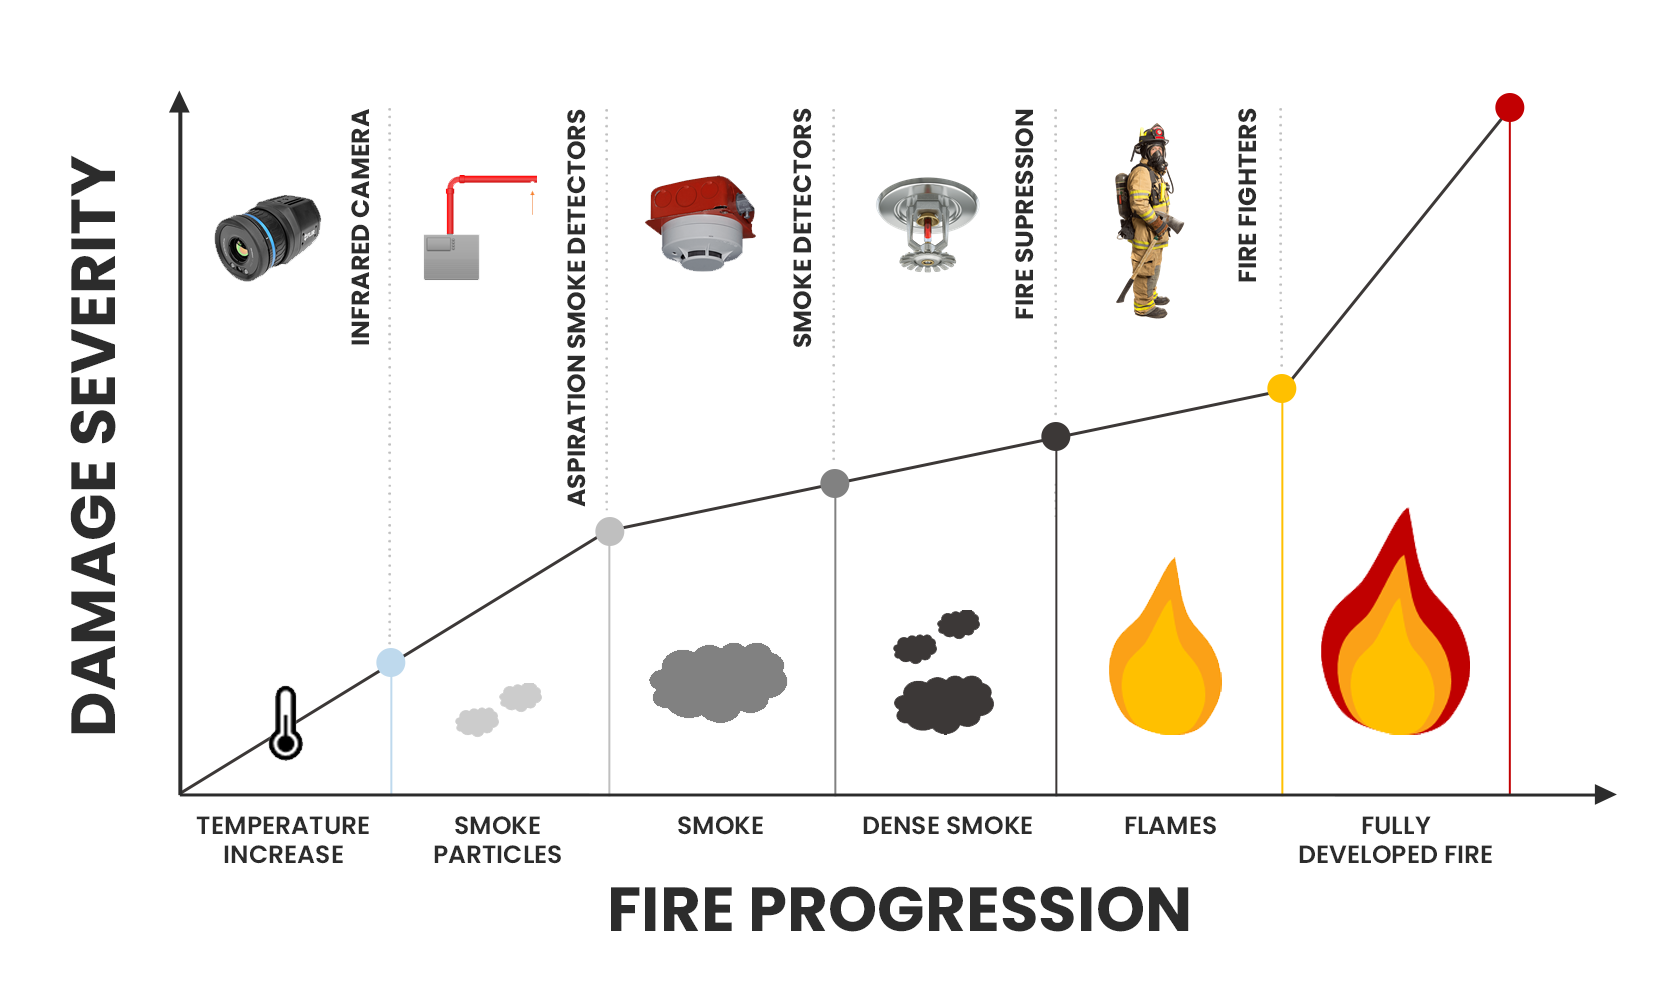 DAMAGE SEVERITY
INFRARED CAMERA
ASPIRATION SMOKE DETECTORS
SMOKE DETECTORS
FIRE SUPRESSION
FIRE FIGHTERS
TEMPERATURE
INCREASE
SMOKE
PARTICLES
SMOKE
DENSE SMOKE
FLAMES
FULLY
DEVELOPED FIRE
FIRE PROGRESSION